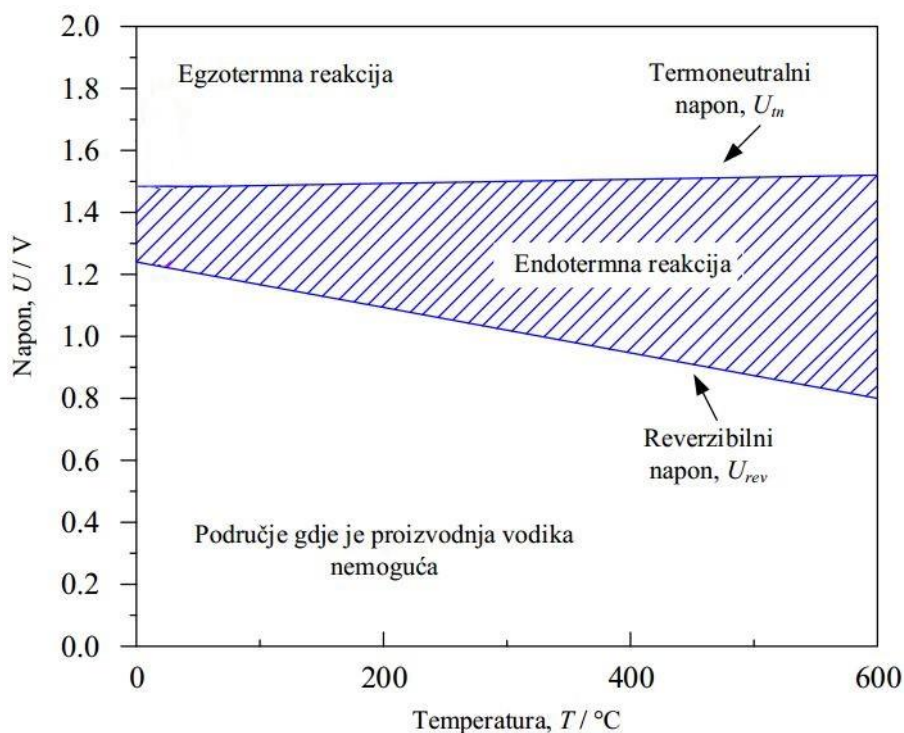 2.0
Egzotermna reakcija
Termoneutralni
napon, U_tn
1.8
1.6
1.4
Endotermna reakcija
1.2
1.0
0.8
Reverzibilni
napon, U_rev
0.6
0.4
Područje gdje je proizvodnja vodika
nemoguća
0.2
0.0
Napon, U / V
0 200 400 600
Temperatura, T / °C